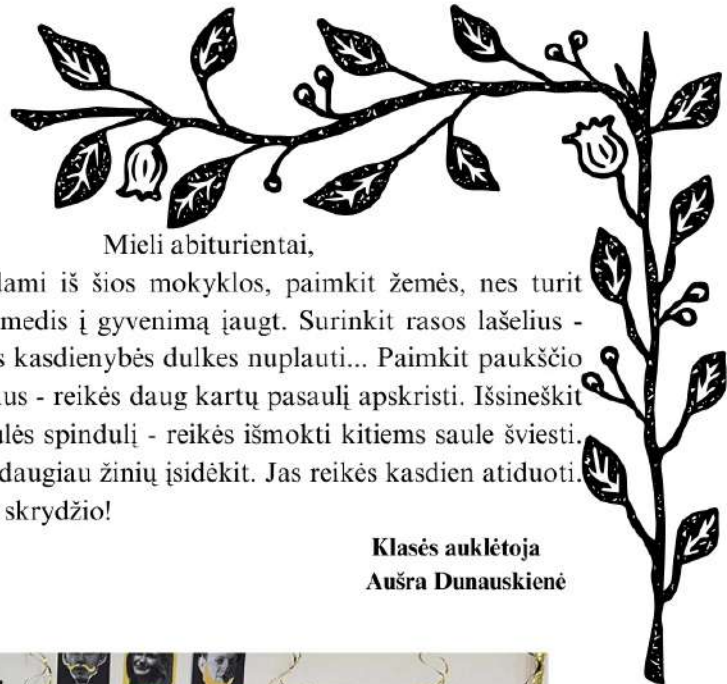 Mieli abiturientai,
dami iš šios mokyklos, paimkit žemės, nes turit
medis į gyvenimą įaugt. Surinkit rasos lašelius -
s kasdienybės dulkes nuplauti... Paimkit paukščio
us - reikės daug kartų pasaulį apskristi. Išsineškit
ulės spindulį - reikės išmokti kitiems saule šviesti.
daugiau žinių įsidėkit. Jas reikės kasdien atiduoti.
skrydžio!
Klasės auklėtoja
Aušra Dunauskienė